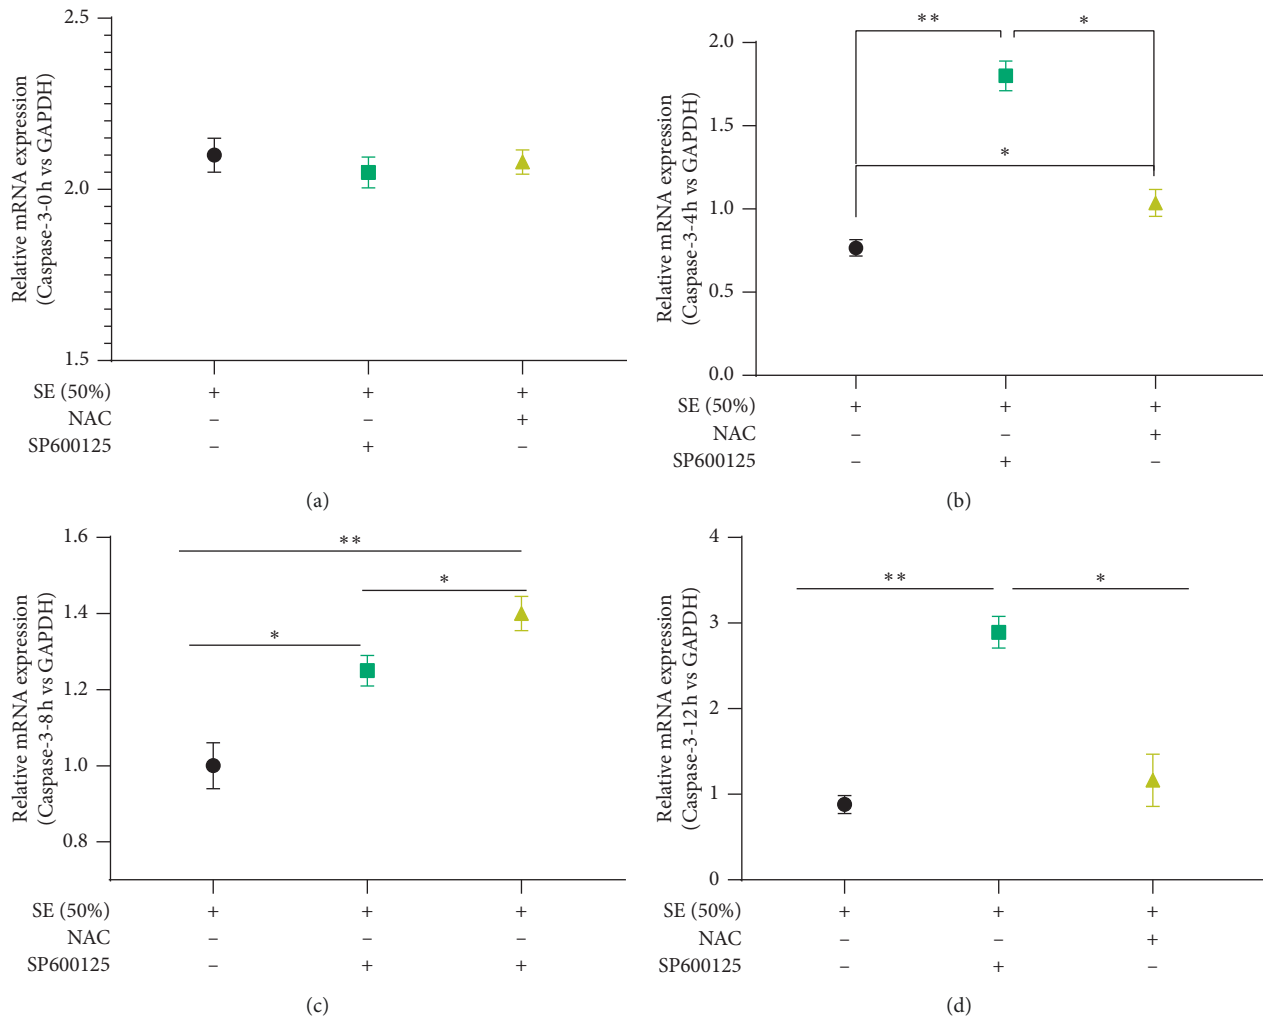 2.5
2.0
1.5
Relative mRNA expression
(Caspase-3-0 h vs GAPDH)
SE (50%) + + +
NAC – – +
SP600125 – + –
(a)
** *
*
2.0
1.5
1.0
0.5
0.0
Relative mRNA expression
(Caspase-3-4h vs GAPDH)
SE (50%) + + +
NAC – – +
SP600125 – + –
(b)
1.6
1.4
1.2
1.0
0.8
**
*
*
Relative mRNA expression
(Caspase-3-8h vs GAPDH)
SE (50%) + + +
NAC – – –
SP600125 – + +
(c)
4
3
2
1
0
** *
Relative mRNA expression
(Caspase-3-12h vs GAPDH)
SE (50%) + + +
NAC – – +
SP600125 – + –
(d)